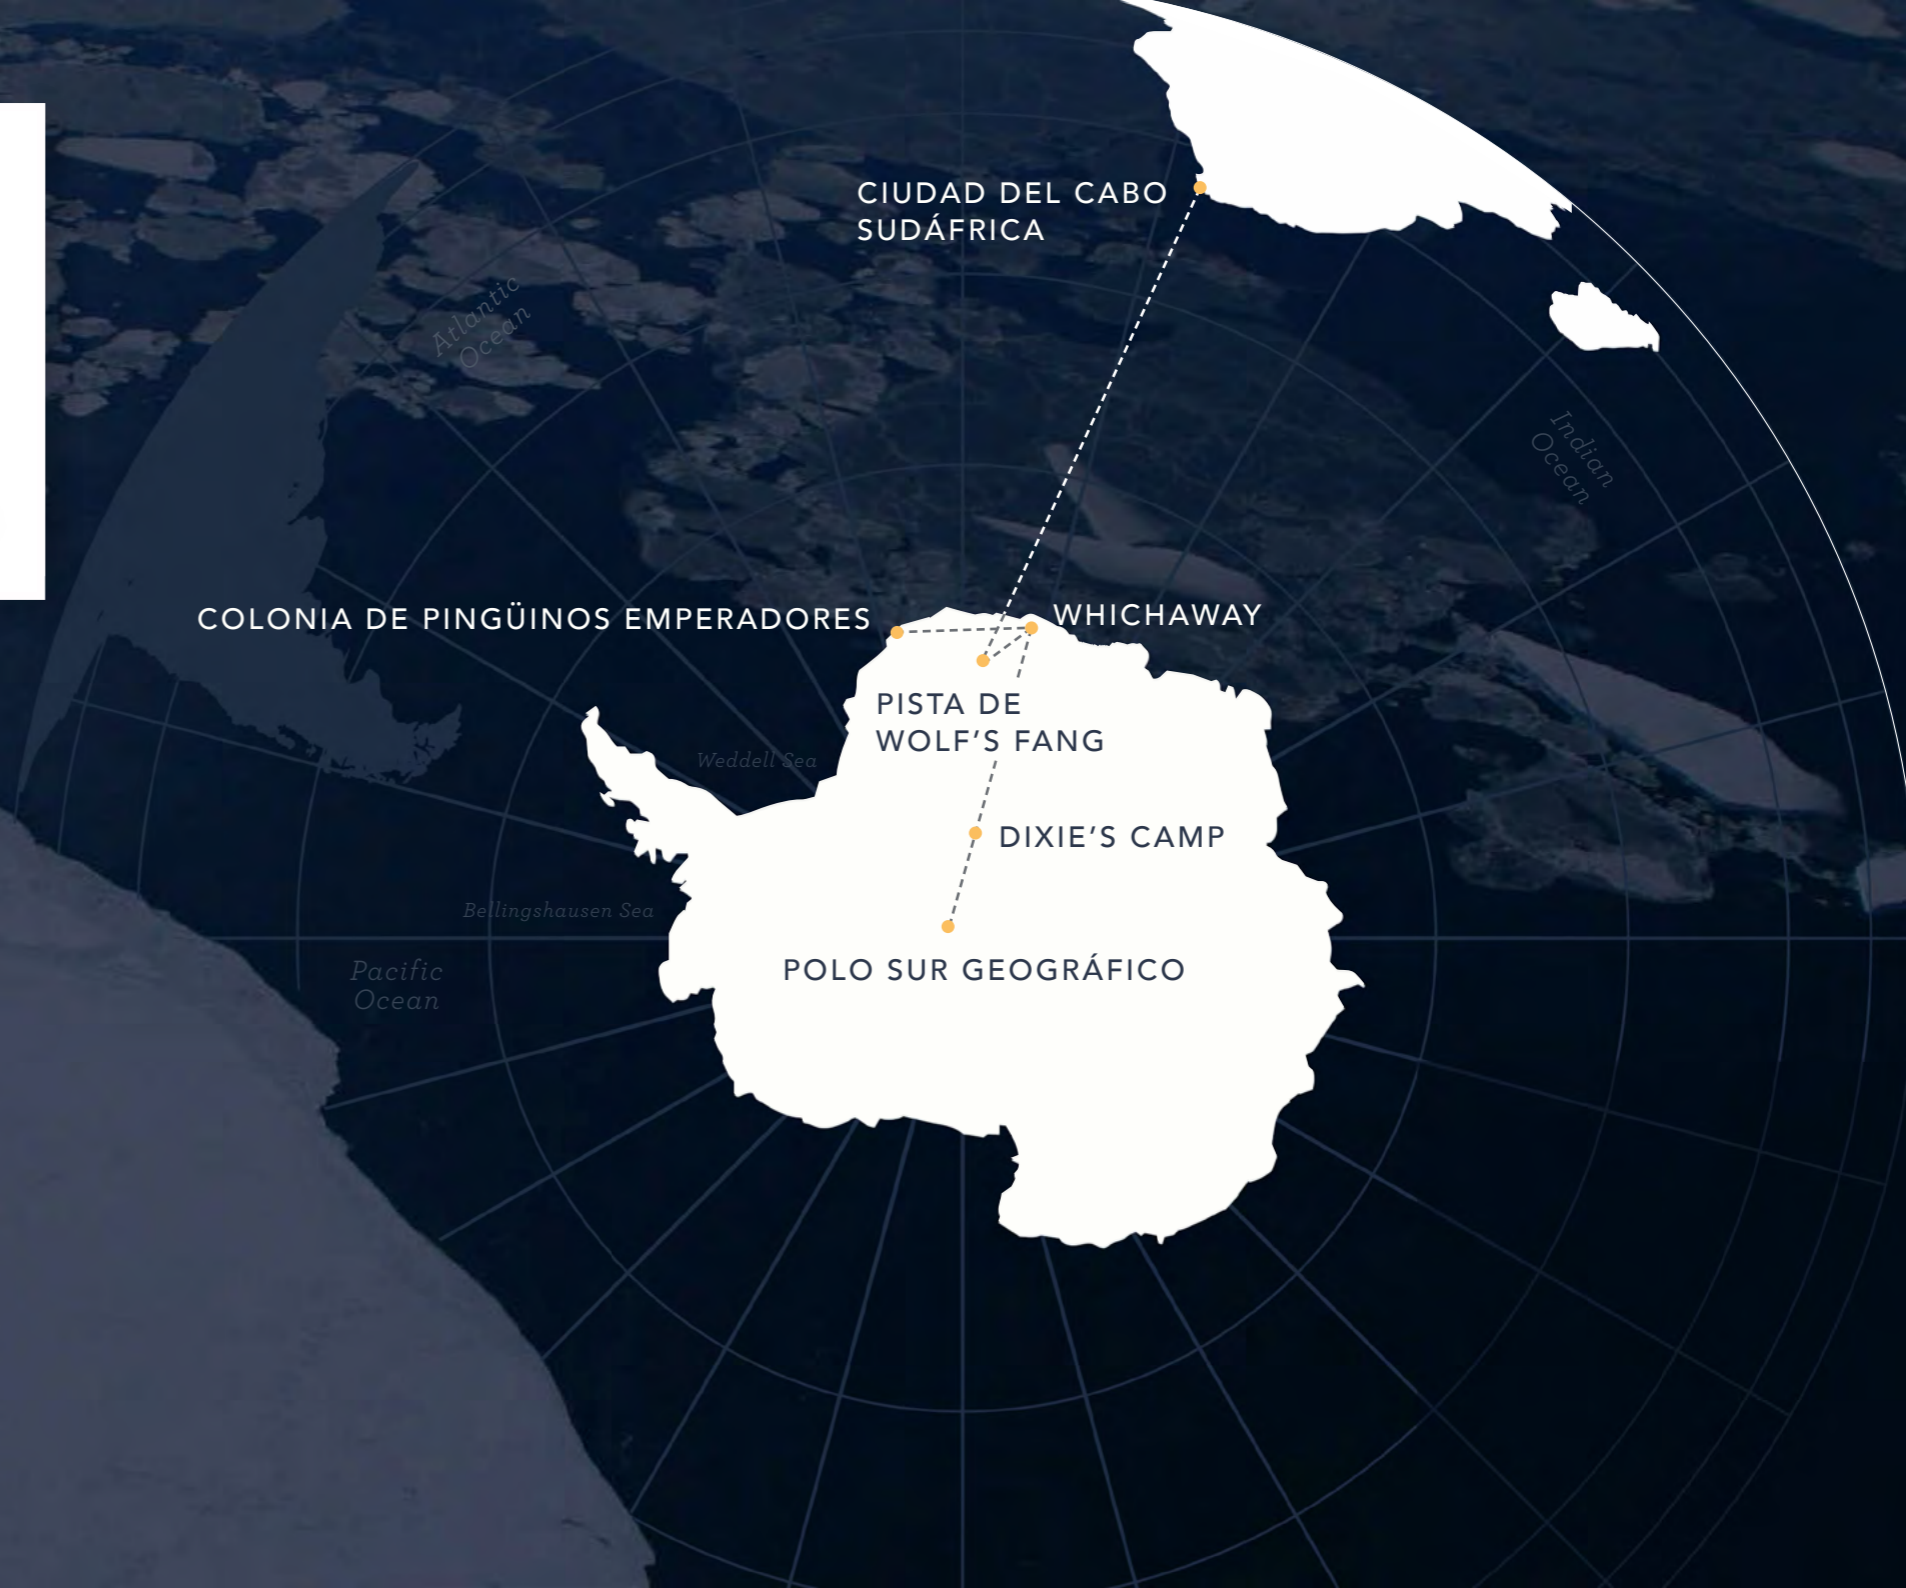 CIUDAD DEL CABO
SUDÁFRICA
Atlantic
Ocean
Indian
Ocean
COLONIA DE PINGÜINOS EMPERADORES
WHICHAWAY
PISTA DE
WOLF’S FANG
Weddell Sea
DIXIE’S CAMP
Bellingshausen Sea
POLO SUR GEOGRÁFICO
Pacific
Ocean